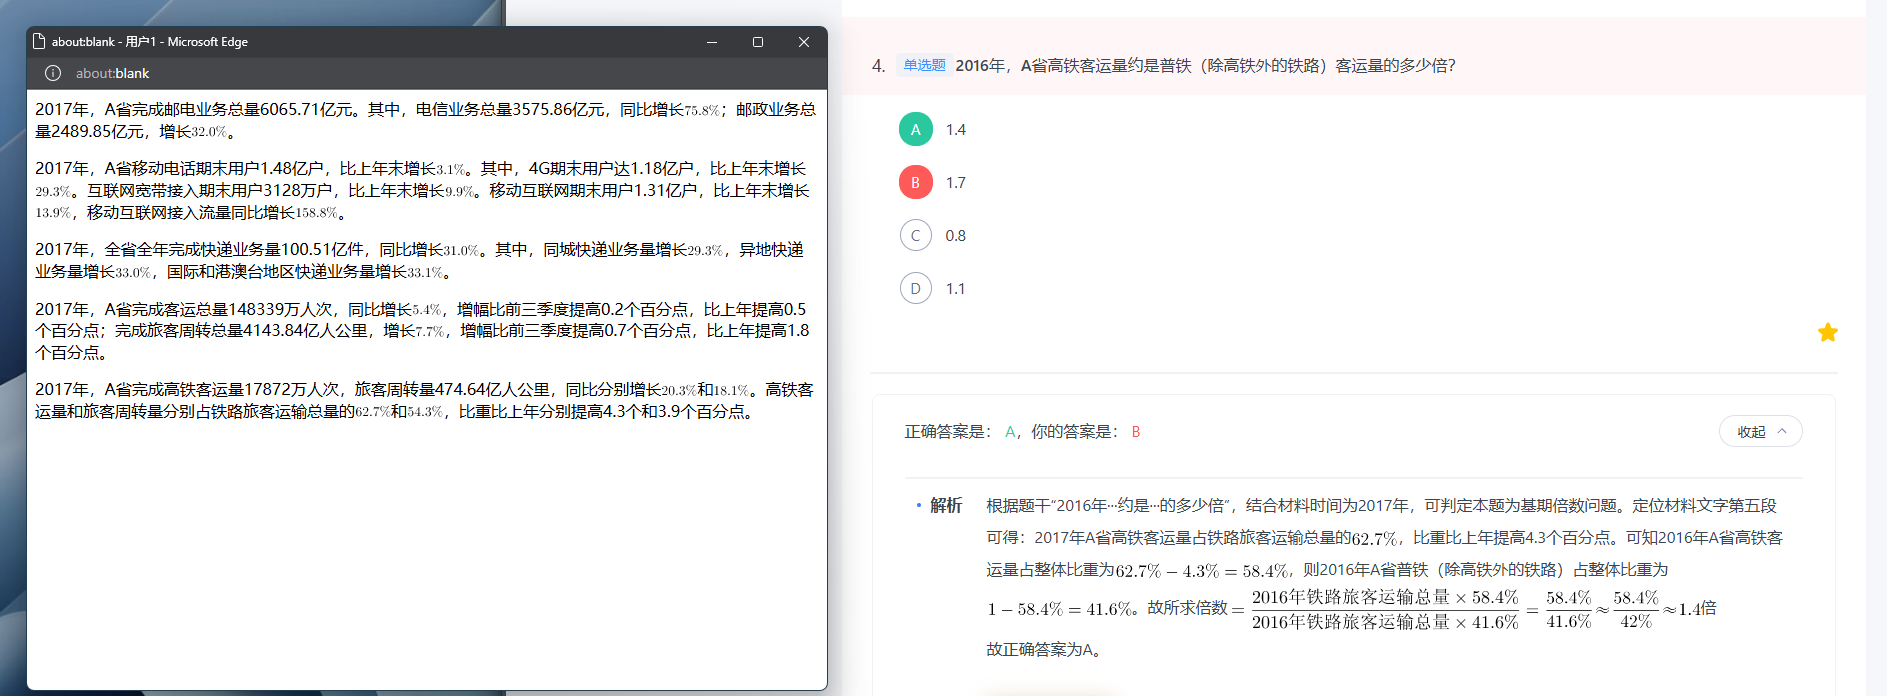 about:blank - 用户1 - Microsoft Edge
about:blank
2017年，A省完成邮电业务总量6065.71亿元。其中，电信业务总量3575.86亿元，同比增长75.8%；邮政业务总
量2489.85亿元，增长32.0%。
2017年，A省移动电话期末用户1.48亿户，比上年末增长3.1%。其中，4G期末用户达1.18亿户，比上年末增长
29.3%。互联网宽带接入期末用户3128万户，比上年末增长9.9%。移动互联网期末用户1.31亿户，比上年末增长
13.9%，移动互联网接入流量同比增长158.8%。
2017年，全省全年完成快递业务量100.51亿件，同比增长31.0%。其中，同城快递业务量增长29.3%，异地快递
业务量增长33.0%，国际和港澳台地区快递业务量增长33.1%。
2017年，A省完成客运总量148339万人次，同比增长5.4%，增幅比前三季度提高0.2个百分点，比上年提高0.5
个百分点；完成旅客周转总量4143.84亿人公里，增长7.7%，增幅比前三季度提高0.7个百分点，比上年提高1.8
个百分点。
2017年，A省完成高铁客运量17872万人次，旅客周转量474.64亿人公里，同比分别增长20.3%和18.1%。高铁客
运量和旅客周转量分别占铁路旅客运输总量的62.7%和54.3%，比重比上年分别提高4.3个和3.9个百分点。
4. 单选题 2016年，A省高铁客运量约是普铁（除高铁外的铁路）客运量的多少倍？
A 1.4
B 1.7
C 0.8
D 1.1
正确答案是： A，你的答案是： B
收起
• 解析 根据题干“2016年…约是…的多少倍”，结合材料时间为2017年，可判定本题为基期倍数问题。定位材料文字第五段
可得：2017年A省高铁客运量占铁路旅客运输总量的62.7%，比重比上年提高4.3个百分点。可知2016年A省高铁客
运量占整体比重为62.7% − 4.3% = 58.4%，则2016年A省普铁（除高铁外的铁路）占整体比重为
1 − 58.4% = 41.6%。故所求倍数 = 2016年铁路旅客运输总量 × 58.4% / 2016年铁路旅客运输总量 × 41.6% = 58.4% / 41.6% ≈ 58.4% / 42% ≈ 1.4倍
故正确答案为A。